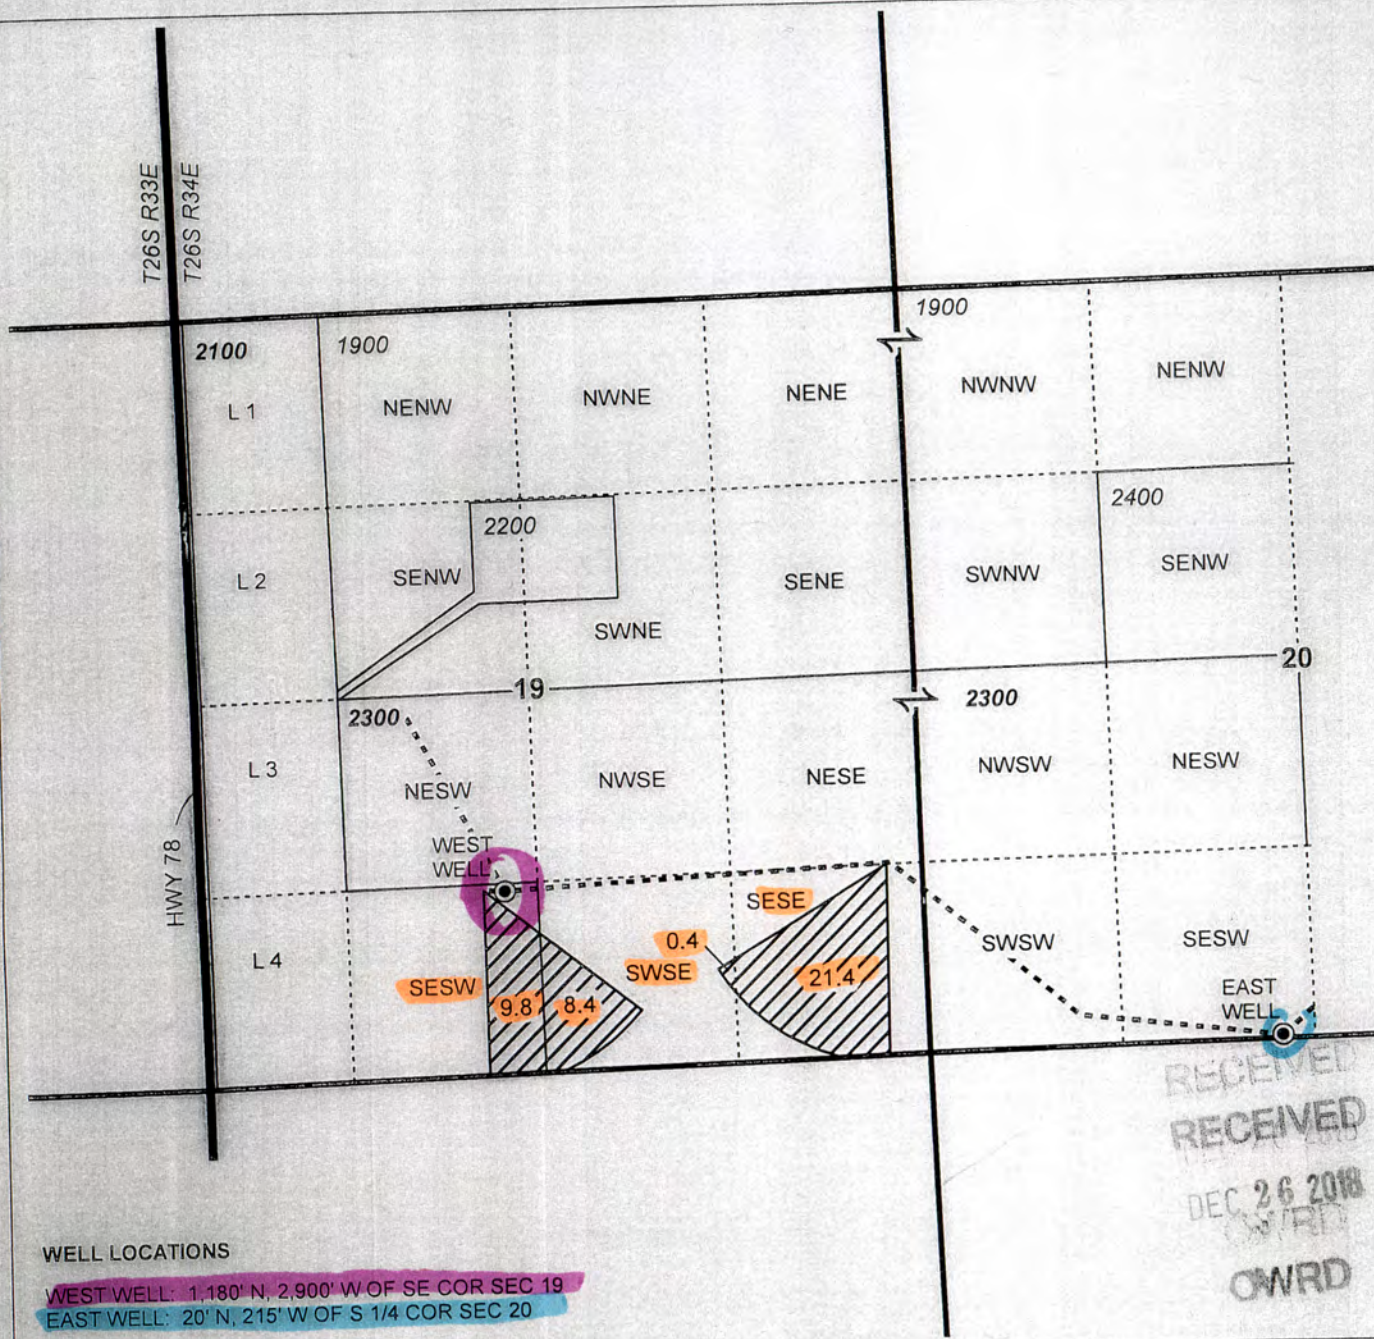 T26S R33E
T26S R34E
2100
1900
1900
L 1
NENW
NWNE
NENE
NWNW
NENW
2200
2400
L 2
SENW
SWNE
SENE
SWNW
SENW
19
20
2300
2300
L 3
NESW
NWSE
NESE
NWSW
NESW
HWY 78
WEST
WELL
L 4
SESW
9.8
8.4
SWSE
0.4
SESE
21.4
SWSW
SESW
EAST
WELL
RECEIVED
RECEIVED
DEC 26 2018
OWRD
OWRD
WELL LOCATIONS
WEST WELL: 1,180' N, 2,900' W OF SE COR SEC 19
EAST WELL: 20' N, 215' W OF S 1/4 COR SEC 20